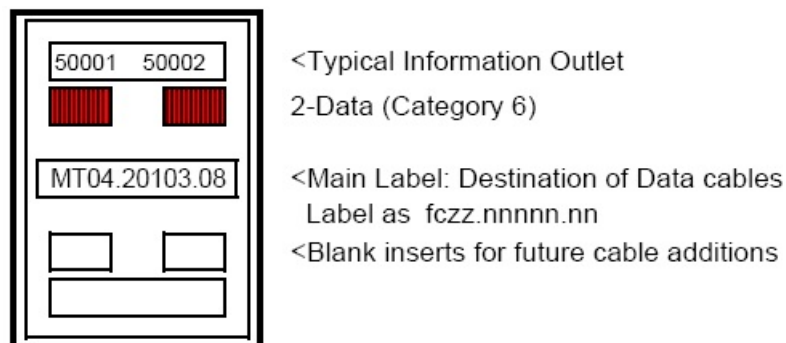 50001 50002
<Typical Information Outlet
2-Data (Category 6)
MT04.20103.08
<Main Label: Destination of Data cables
Label as fczz.nnnnn.nn
<Blank inserts for future cable additions